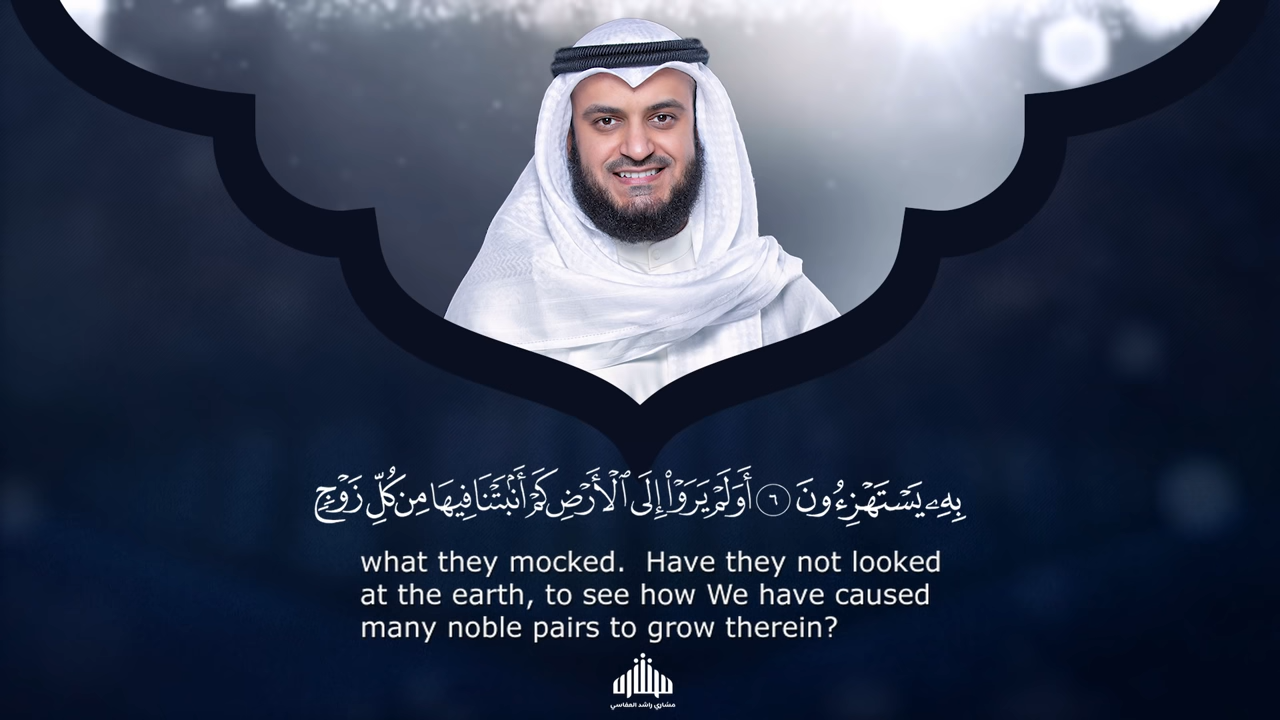 بِهِۦ يَسْتَهْزِءُونَ ٦ أَوَلَمْ يَرَوْا۟ إِلَى ٱلْأَرْضِ كَمْ أَنۢبَتْنَا فِيهَا مِن كُلِّ زَوْجٍ
what they mocked.  Have they not looked
at the earth, to see how We have caused
many noble pairs to grow therein?
مشاري راشد العفاسي